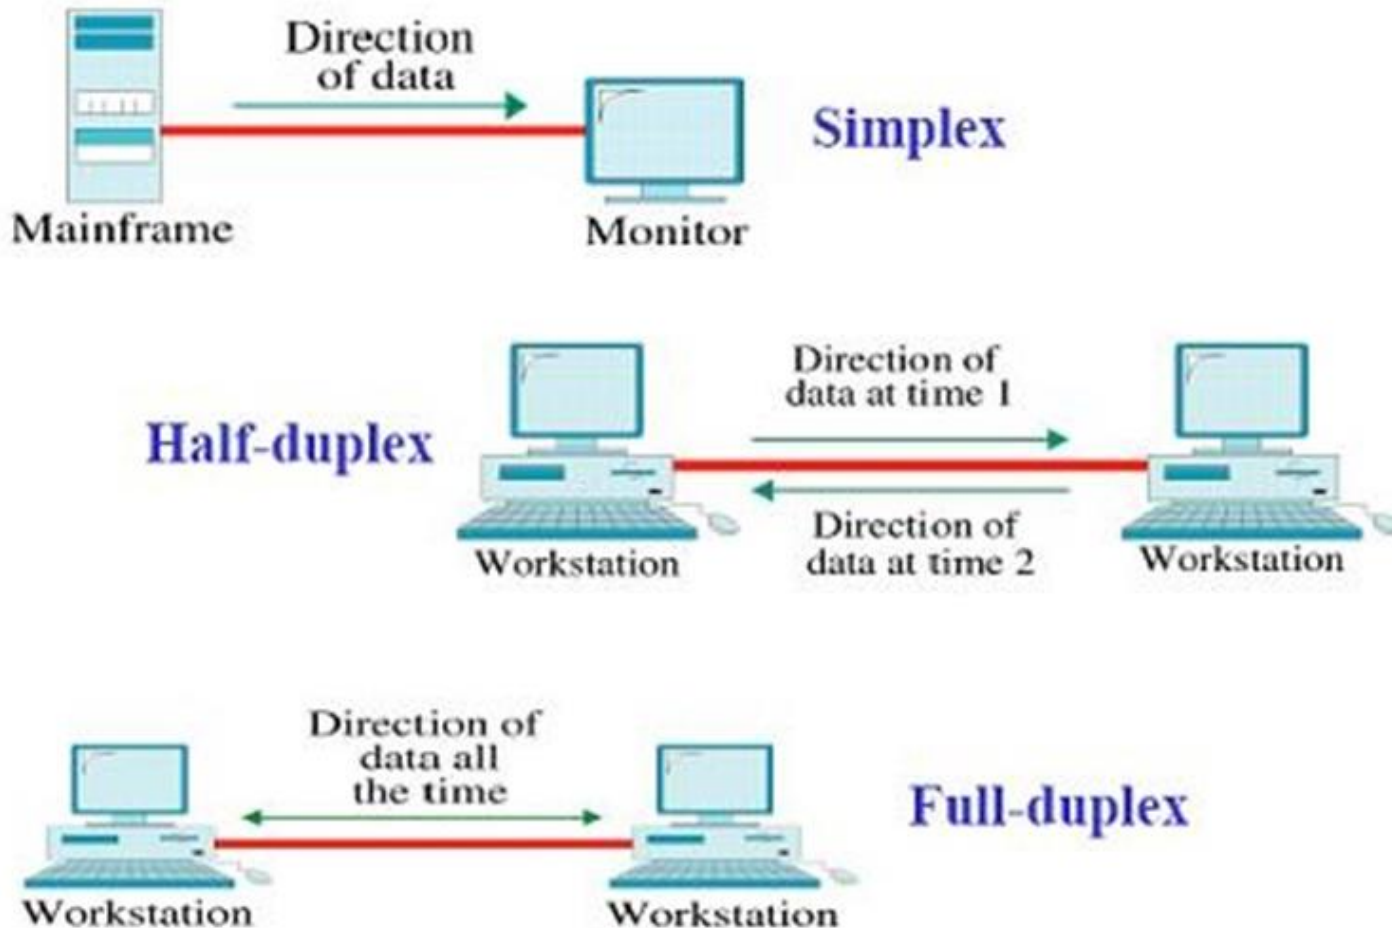 Direction
of data
Simplex
Mainframe
Monitor
Direction of
data at time 1
Half-duplex
Direction of
data at time 2
Workstation
Workstation
Direction of
data all
the time
Full-duplex
Workstation
Workstation